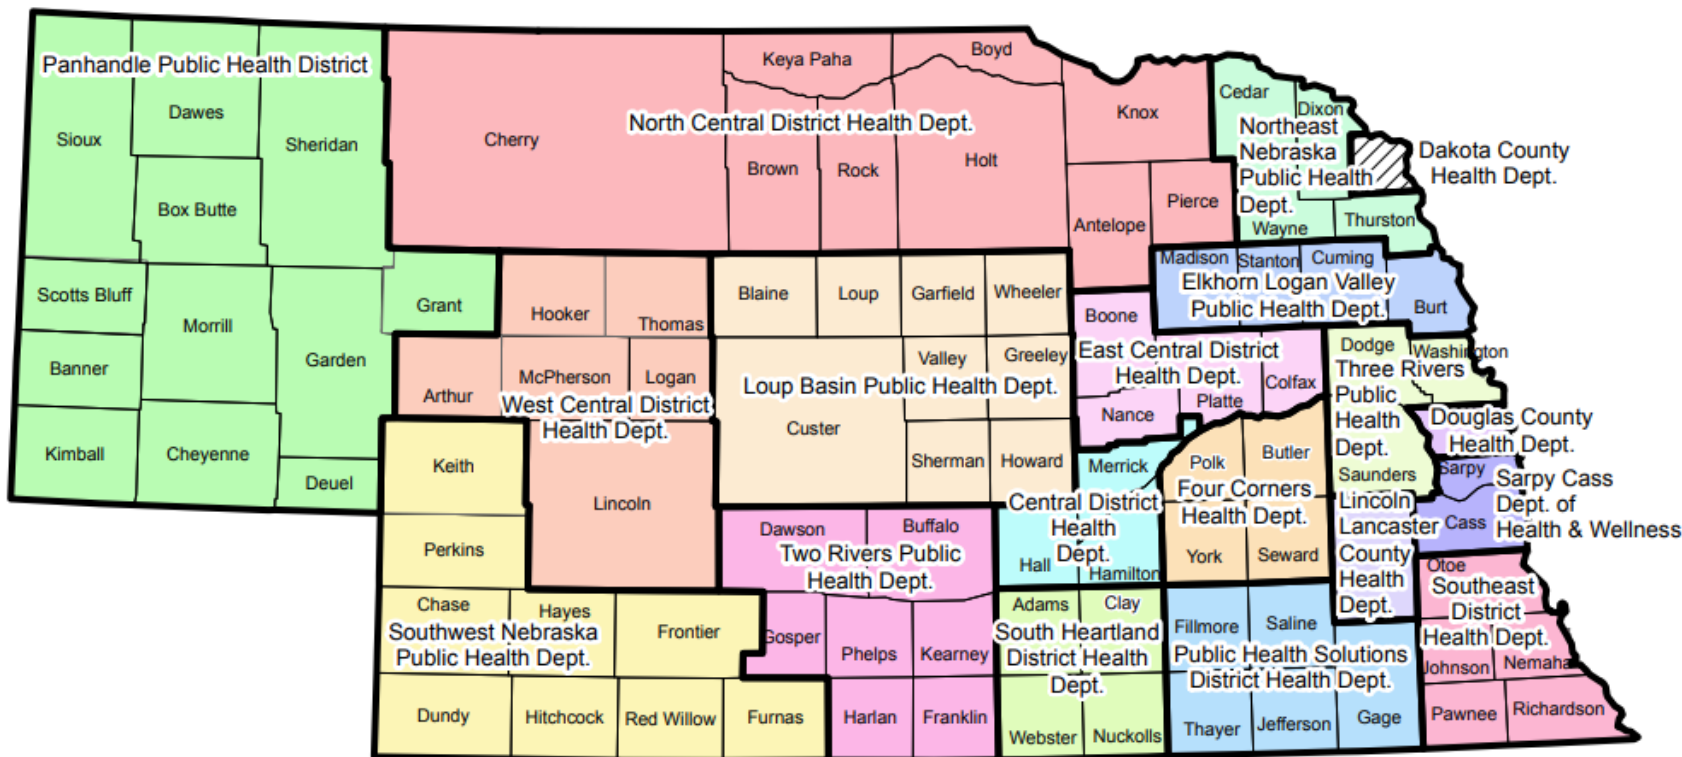 Panhandle Public Health District
Sioux
Dawes
Sheridan
Box Butte
Scotts Bluff
Morrill
Garden
Grant
Banner
Kimball
Cheyenne
Deuel
North Central District Health Dept.
Cherry
Keya Paha
Boyd
Brown
Rock
Holt
Knox
Antelope
Pierce
Cedar
Dixon
Northeast
Nebraska
Public Health
Dept.
Wayne
Thurston
Dakota County
Health Dept.
Madison
Stanton
Cuming
Elkhorn Logan Valley
Public Health Dept.
Burt
Hooker
Thomas
Arthur
McPherson
Logan
West Central District
Health Dept.
Lincoln
Blaine
Loup
Garfield
Wheeler
Valley
Greeley
Loup Basin Public Health Dept.
Custer
Sherman
Howard
Boone
East Central District
Health Dept.
Colfax
Platte
Nance
Dodge
Washington
Three Rivers
Public
Health
Dept.
Saunders
Douglas County
Health Dept.
Sarpy
Sarpy Cass
Dept. of
Health & Wellness
Cass
Merrick
Central District
Health
Dept.
Hall
Hamilton
Polk
Butler
Four Corners
Health Dept.
York
Seward
Lincoln
Lancaster
County
Health
Dept.
Keith
Perkins
Chase
Hayes
Frontier
Southwest Nebraska
Public Health Dept.
Dundy
Hitchcock
Red Willow
Furnas
Dawson
Buffalo
Two Rivers Public
Health Dept.
Gosper
Phelps
Kearney
Harlan
Franklin
Adams
Clay
South Heartland
District Health
Dept.
Webster
Nuckolls
Fillmore
Saline
Public Health Solutions
District Health Dept.
Thayer
Jefferson
Gage
Otoe
Southeast
District
Health Dept.
Johnson
Nemaha
Pawnee
Richardson